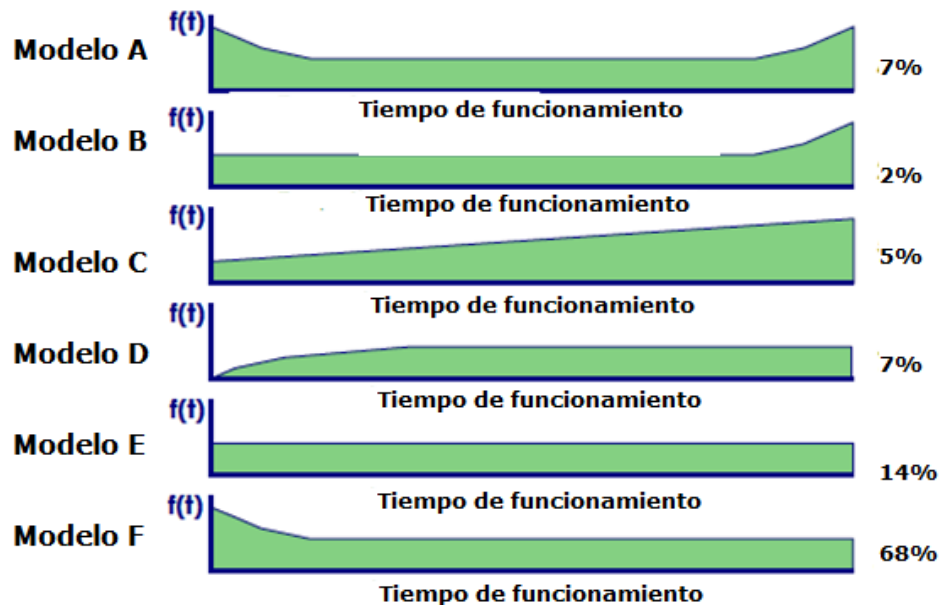 f(t)
Modelo A
7%
Tiempo de funcionamiento
f(t)
Modelo B
2%
Tiempo de funcionamiento
f(t)
Modelo C
5%
Tiempo de funcionamiento
f(t)
Modelo D
7%
Tiempo de funcionamiento
f(t)
Modelo E
14%
Tiempo de funcionamiento
f(t)
Modelo F
68%
Tiempo de funcionamiento